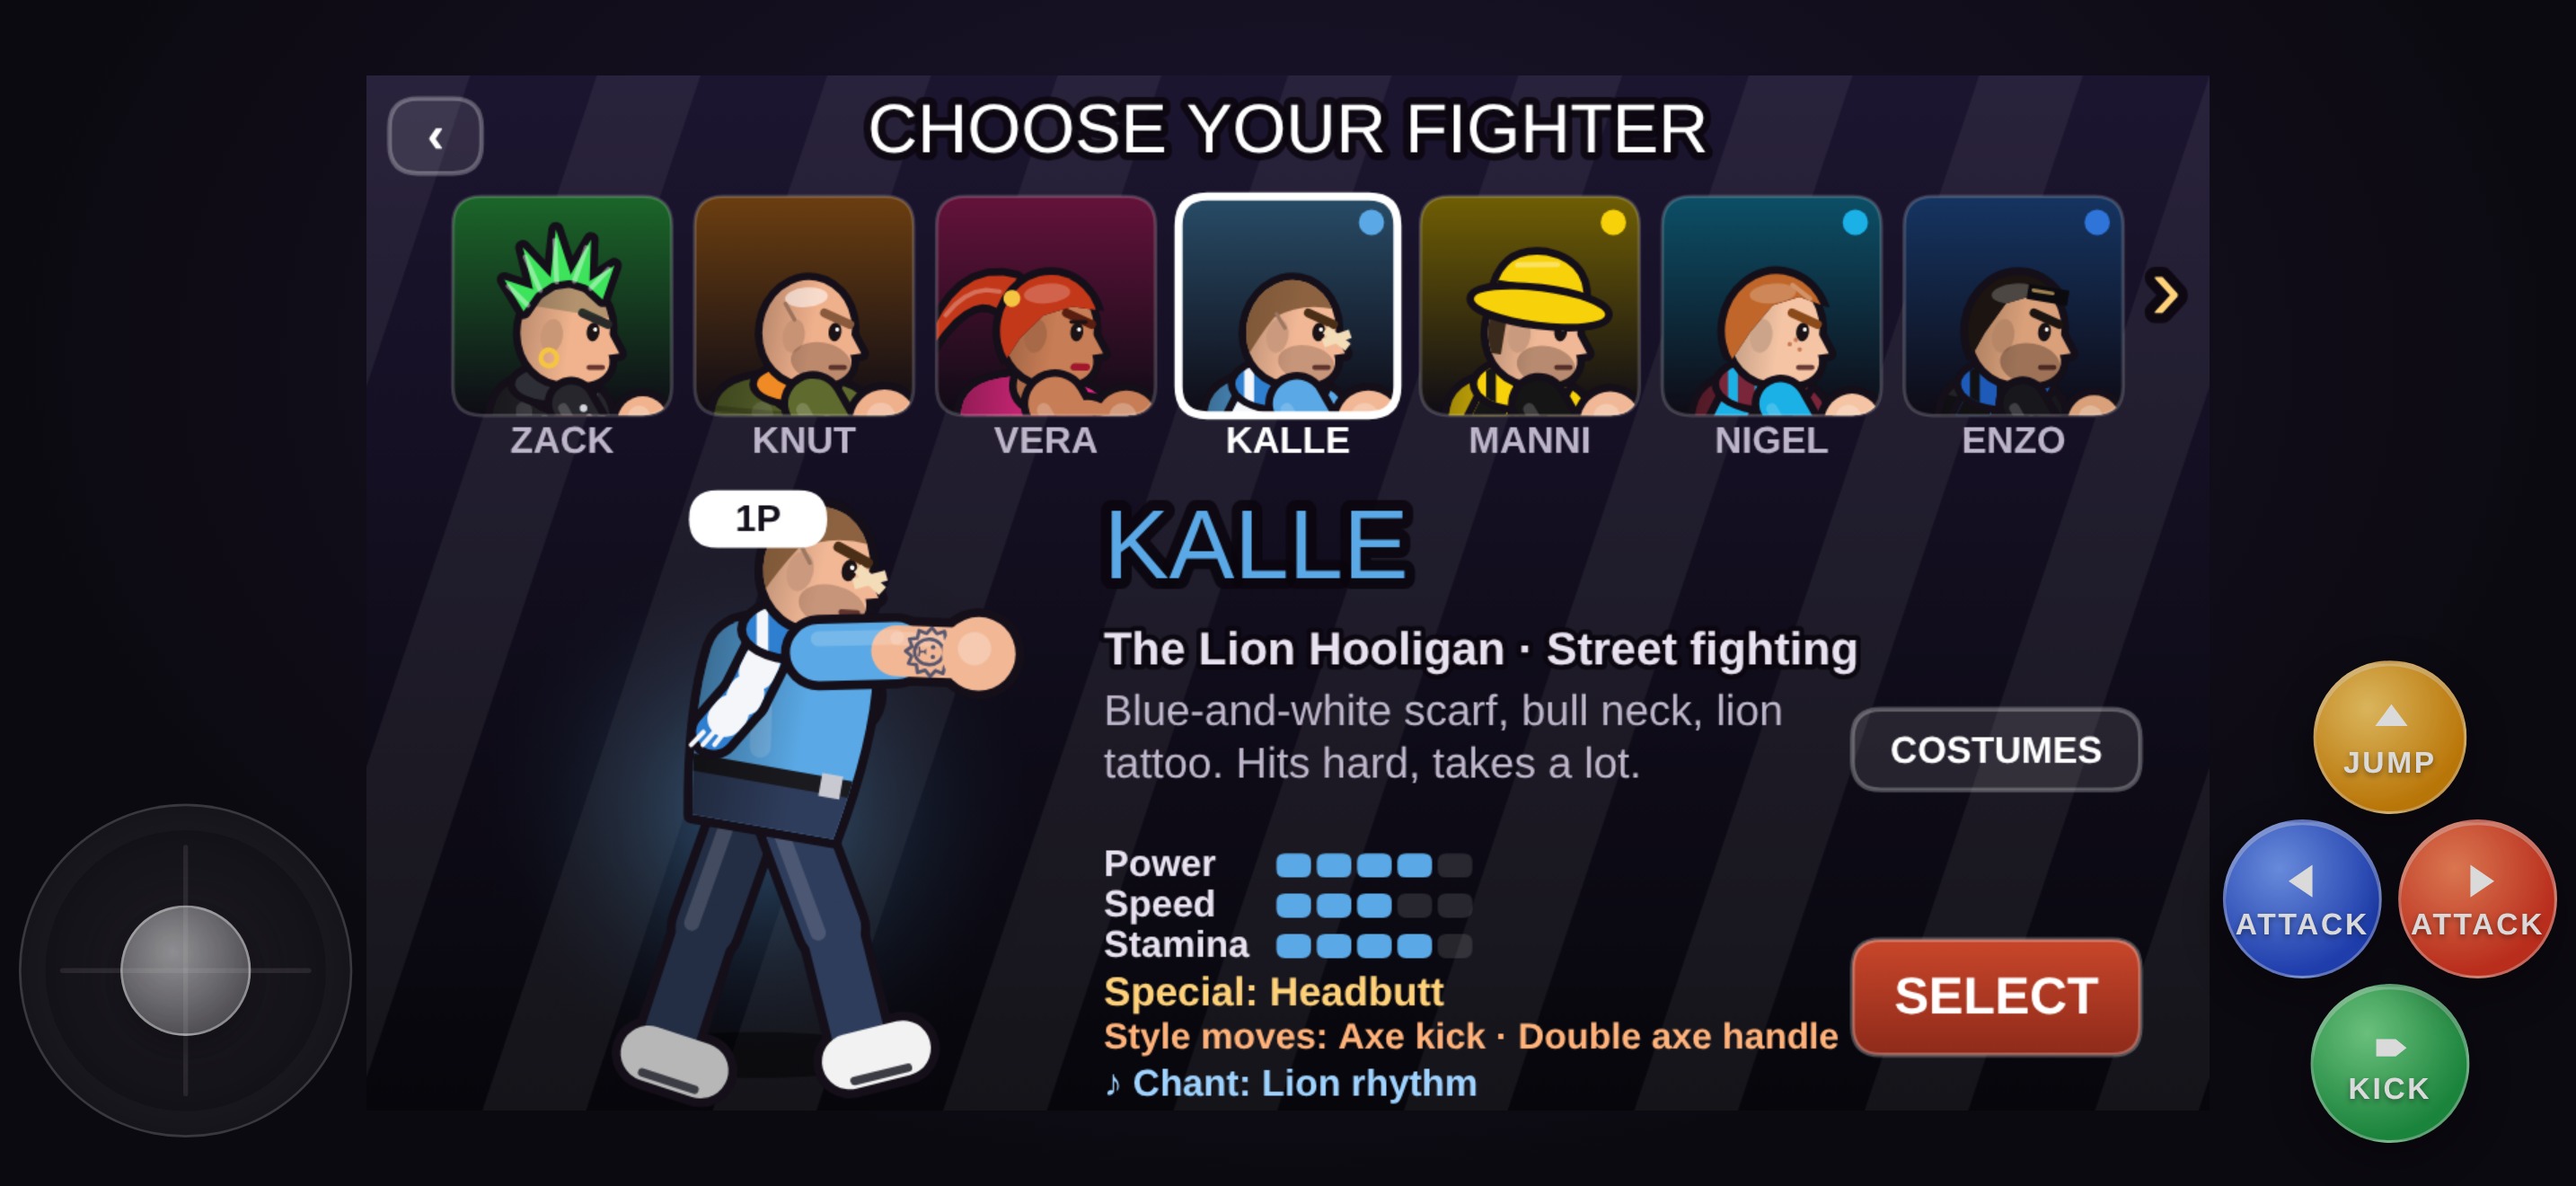 ‹
CHOOSE YOUR FIGHTER
ZACK
KNUT
VERA
KALLE
MANNI
NIGEL
ENZO
›
1P
KALLE
The Lion Hooligan · Street fighting
Blue-and-white scarf, bull neck, lion
tattoo. Hits hard, takes a lot.
COSTUMES
Power
Speed
Stamina
Special: Headbutt
Style moves: Axe kick · Double axe handle
♪ Chant: Lion rhythm
SELECT
JUMP
ATTACK
ATTACK
KICK